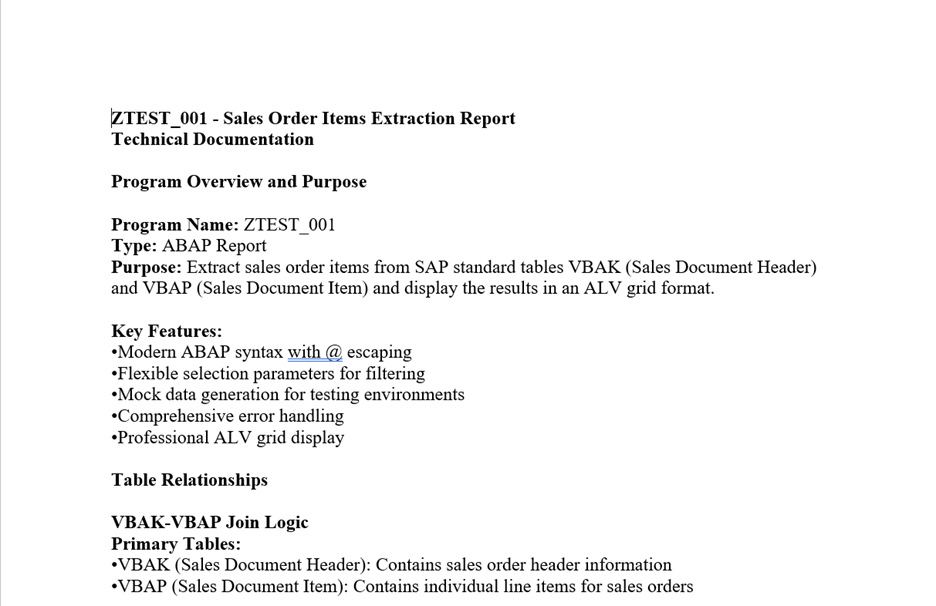 ZTEST_001 - Sales Order Items Extraction Report
Technical Documentation
Program Overview and Purpose
Program Name: ZTEST_001
Type: ABAP Report
Purpose: Extract sales order items from SAP standard tables VBAK (Sales Document Header)
and VBAP (Sales Document Item) and display the results in an ALV grid format.
Key Features:
•Modern ABAP syntax with @ escaping
•Flexible selection parameters for filtering
•Mock data generation for testing environments
•Comprehensive error handling
•Professional ALV grid display
Table Relationships
VBAK-VBAP Join Logic
Primary Tables:
•VBAK (Sales Document Header): Contains sales order header information
•VBAP (Sales Document Item): Contains individual line items for sales orders